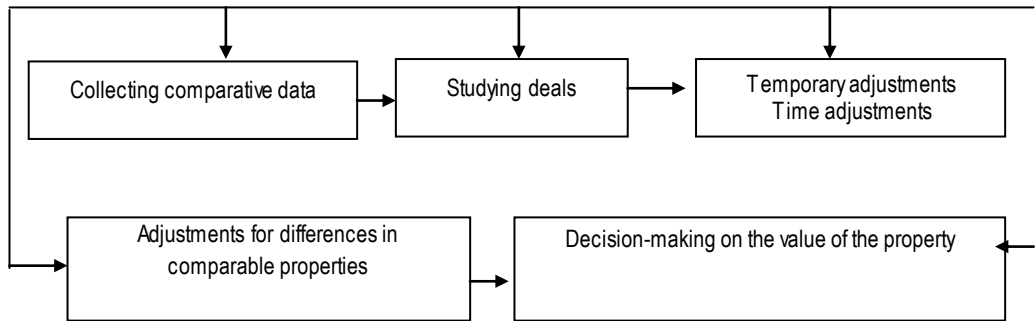 Collecting comparative data
Studying deals
Temporary adjustments
Time adjustments
Adjustments for differences in
comparable properties
Decision-making on the value of the property